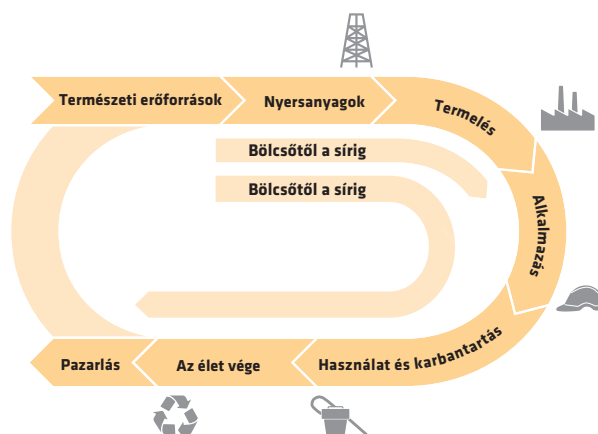 Természeti erőforrások
Nyersanyagok
Termelés
Bölcsőtől a sírig
Bölcsőtől a sírig
Alkalmazás
Használat és karbantartás
Az élet vége
Pazarlás